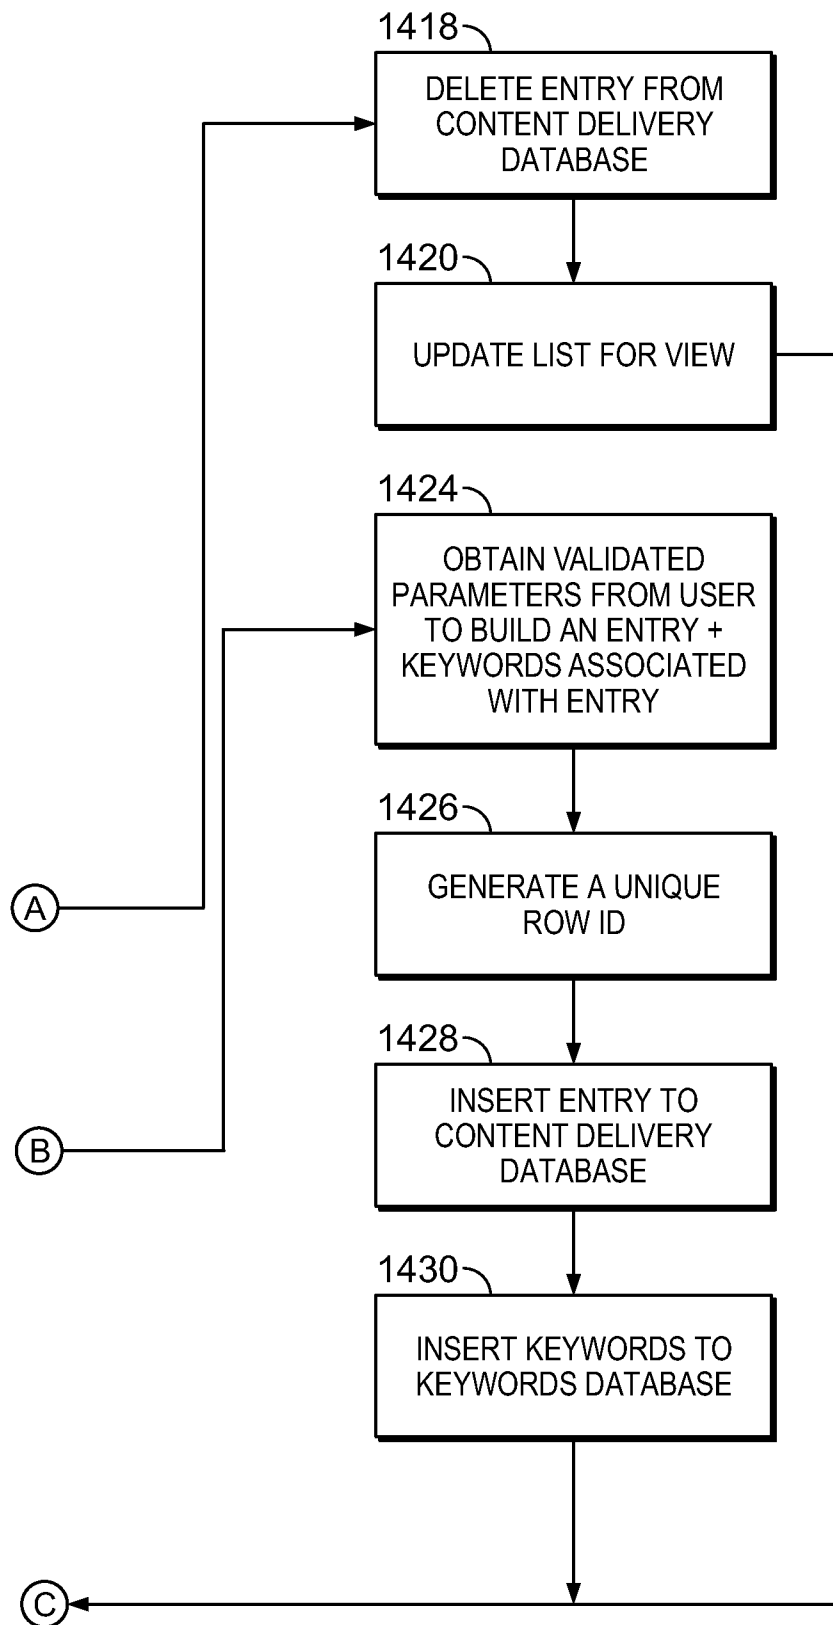 1418
DELETE ENTRY FROM
CONTENT DELIVERY
DATABASE
1420
UPDATE LIST FOR VIEW
1424
OBTAIN VALIDATED
PARAMETERS FROM USER
TO BUILD AN ENTRY +
KEYWORDS ASSOCIATED
WITH ENTRY
1426
GENERATE A UNIQUE
ROW ID
A
1428
INSERT ENTRY TO
CONTENT DELIVERY
DATABASE
B
1430
INSERT KEYWORDS TO
KEYWORDS DATABASE
C